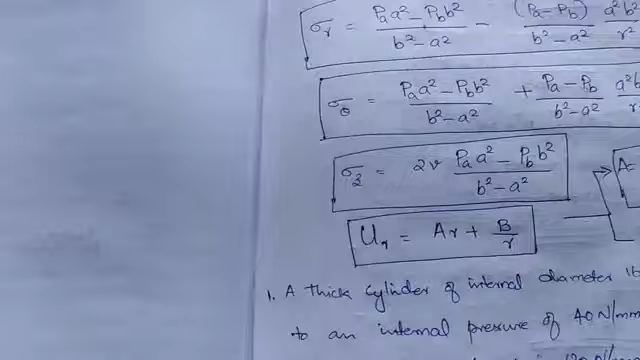 σr = (Pa a² − Pb b²)/(b² − a²) − (Pa − Pb)/(b² − a²) a²b²/r²
σθ = (Pa a² − Pb b²)/(b² − a²) + (Pa − Pb)/(b² − a²)
σz = 2ν (Pa a² − Pb b²)/(b² − a²)
A =
Ur = Ar + B/r
1. A thick cylinder of internal diameter
to an internal pressure of 40 N/mm